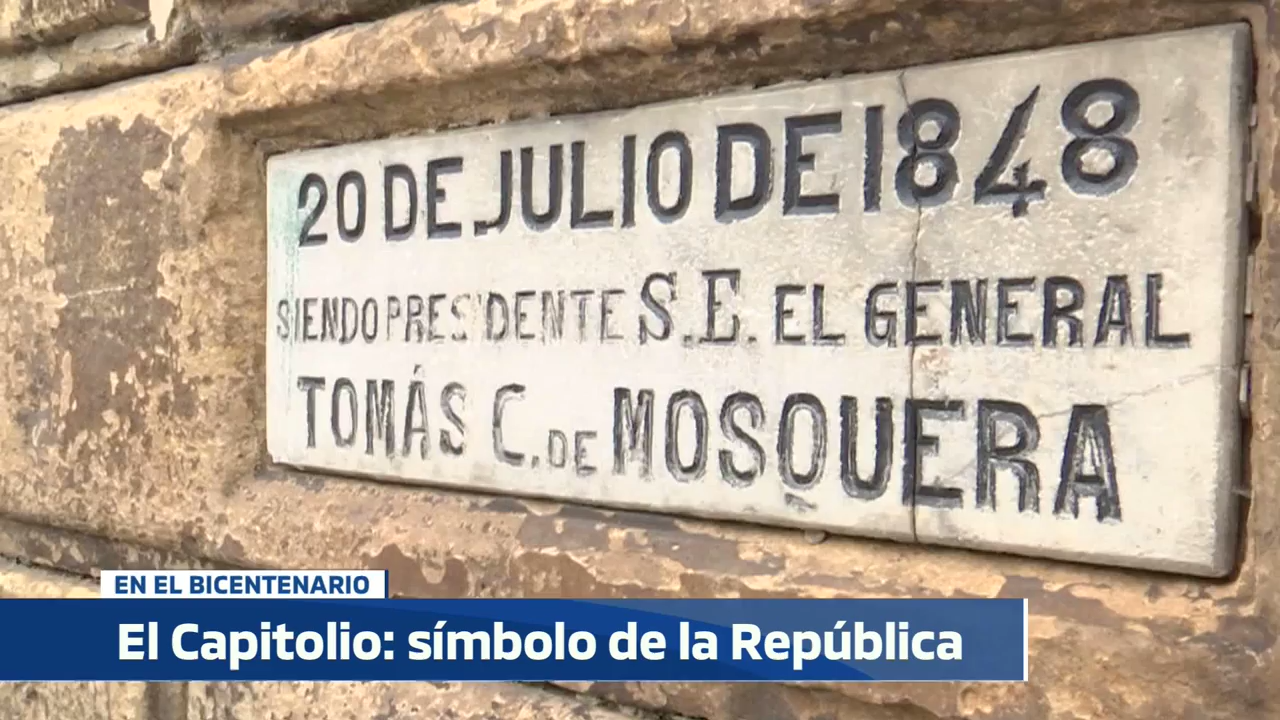 20 DE JULIO DE 1848
SIENDO PRESIDENTE S.E. EL GENERAL
TOMÁS C. DE MOSQUERA
EN EL BICENTENARIO
El Capitolio: símbolo de la República